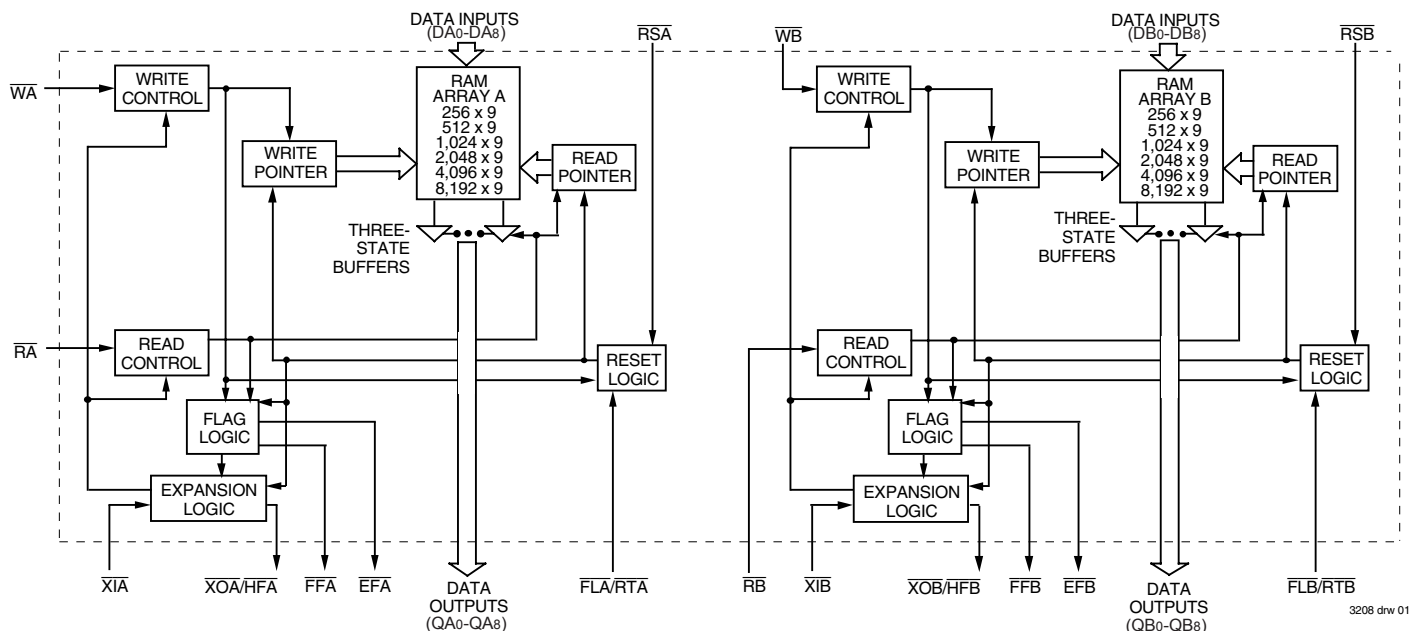 DATA INPUTS
(DA0-DA8)
RSA
WB
DATA INPUTS
(DB0-DB8)
RSB
WA
WRITE
CONTROL
RAM
ARRAY A
256 x 9
512 x 9
1,024 x 9
2,048 x 9
4,096 x 9
8,192 x 9
WRITE
POINTER
READ
POINTER
THREE-
STATE
BUFFERS
RA
READ
CONTROL
RESET
LOGIC
FLAG
LOGIC
EXPANSION
LOGIC
XIA
XOA/HFA
FFA
EFA
DATA
OUTPUTS
(QA0-QA8)
FLA/RTA
WRITE
CONTROL
RAM
ARRAY B
256 x 9
512 x 9
1,024 x 9
2,048 x 9
4,096 x 9
8,192 x 9
WRITE
POINTER
READ
POINTER
THREE-
STATE
BUFFERS
READ
CONTROL
RESET
LOGIC
FLAG
LOGIC
EXPANSION
LOGIC
RB
XIB
XOB/HFB
FFB
EFB
DATA
OUTPUTS
(QB0-QB8)
FLB/RTB
3208 drw 01